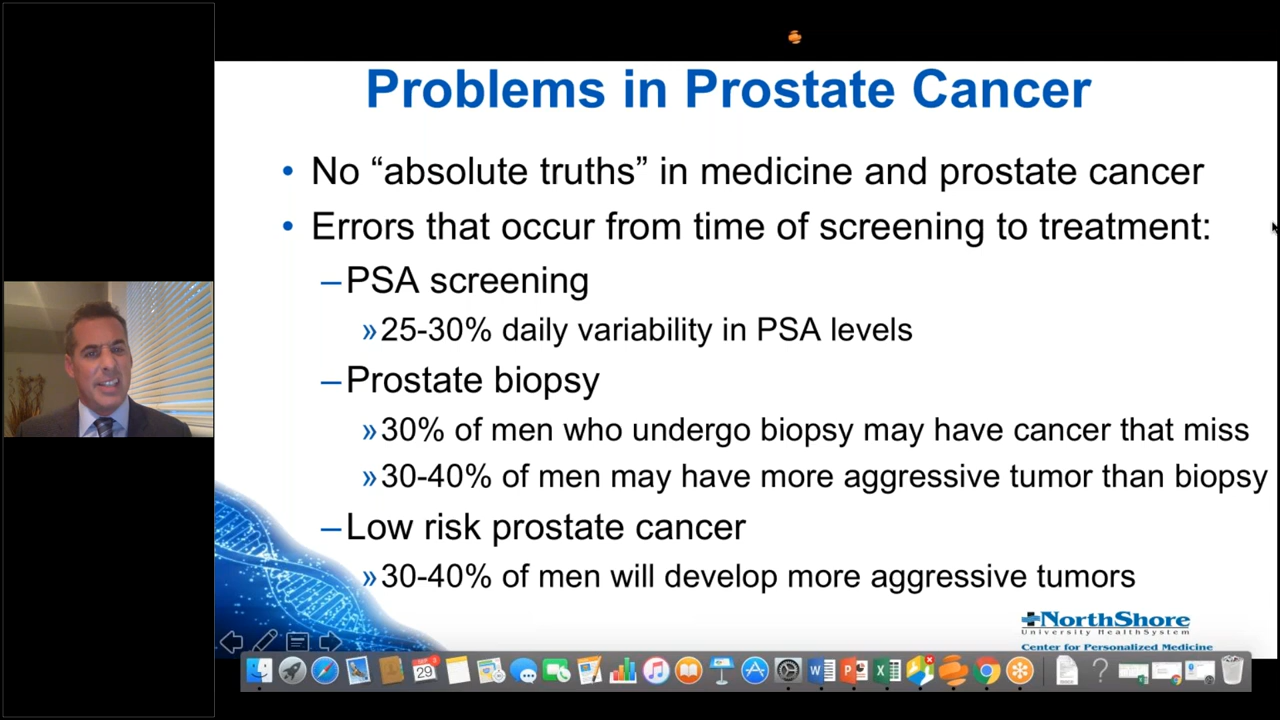 Problems in Prostate Cancer
• No “absolute truths” in medicine and prostate cancer
• Errors that occur from time of screening to treatment:
–PSA screening
»25-30% daily variability in PSA levels
–Prostate biopsy
»30% of men who undergo biopsy may have cancer that miss
»30-40% of men may have more aggressive tumor than biopsy
–Low risk prostate cancer
»30-40% of men will develop more aggressive tumors
NorthShore
University HealthSystem
Center for Personalized Medicine
29